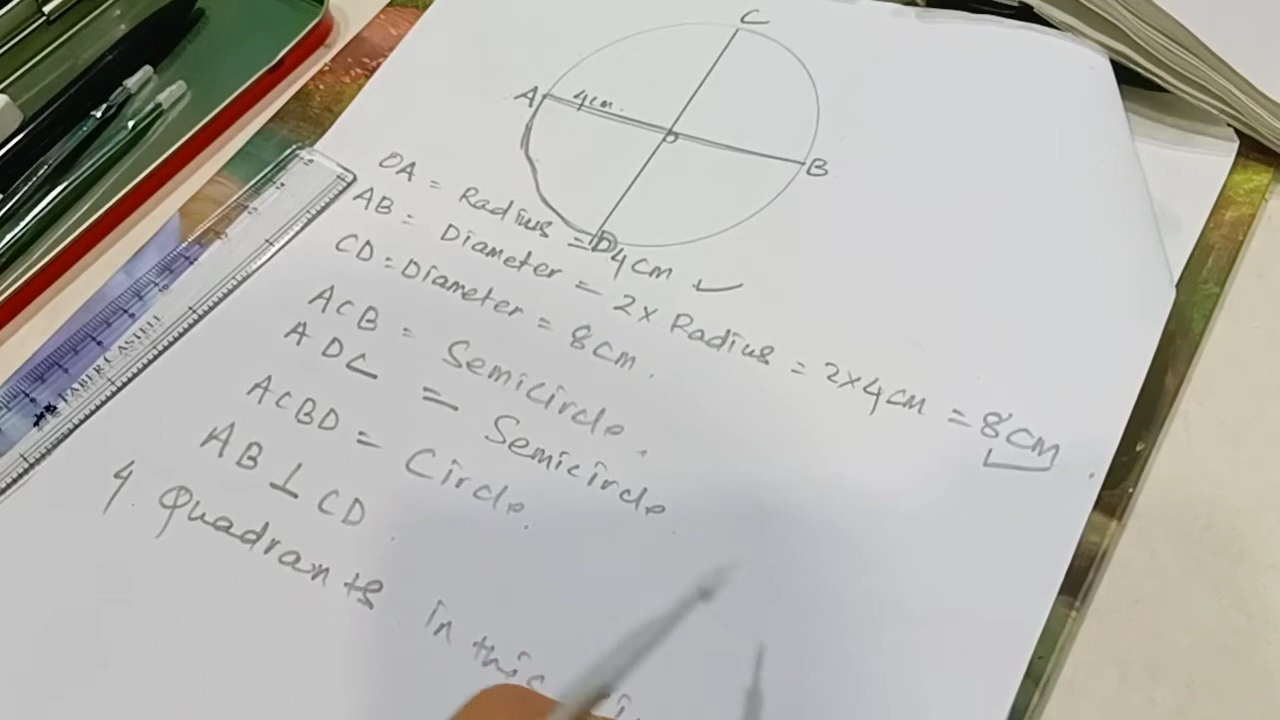 C
A 4cm.
O
B
D
OA = Radius = 4cm ✓
AB = Diameter = 2 x Radius = 2x4cm = 8cm.
CD = Diameter = 8cm.
ACB = Semicircle.
ADC = Semicircle.
ACBD = Circle.
AB ⊥ CD.
4. Quadrants in this
FABER-CASTELL